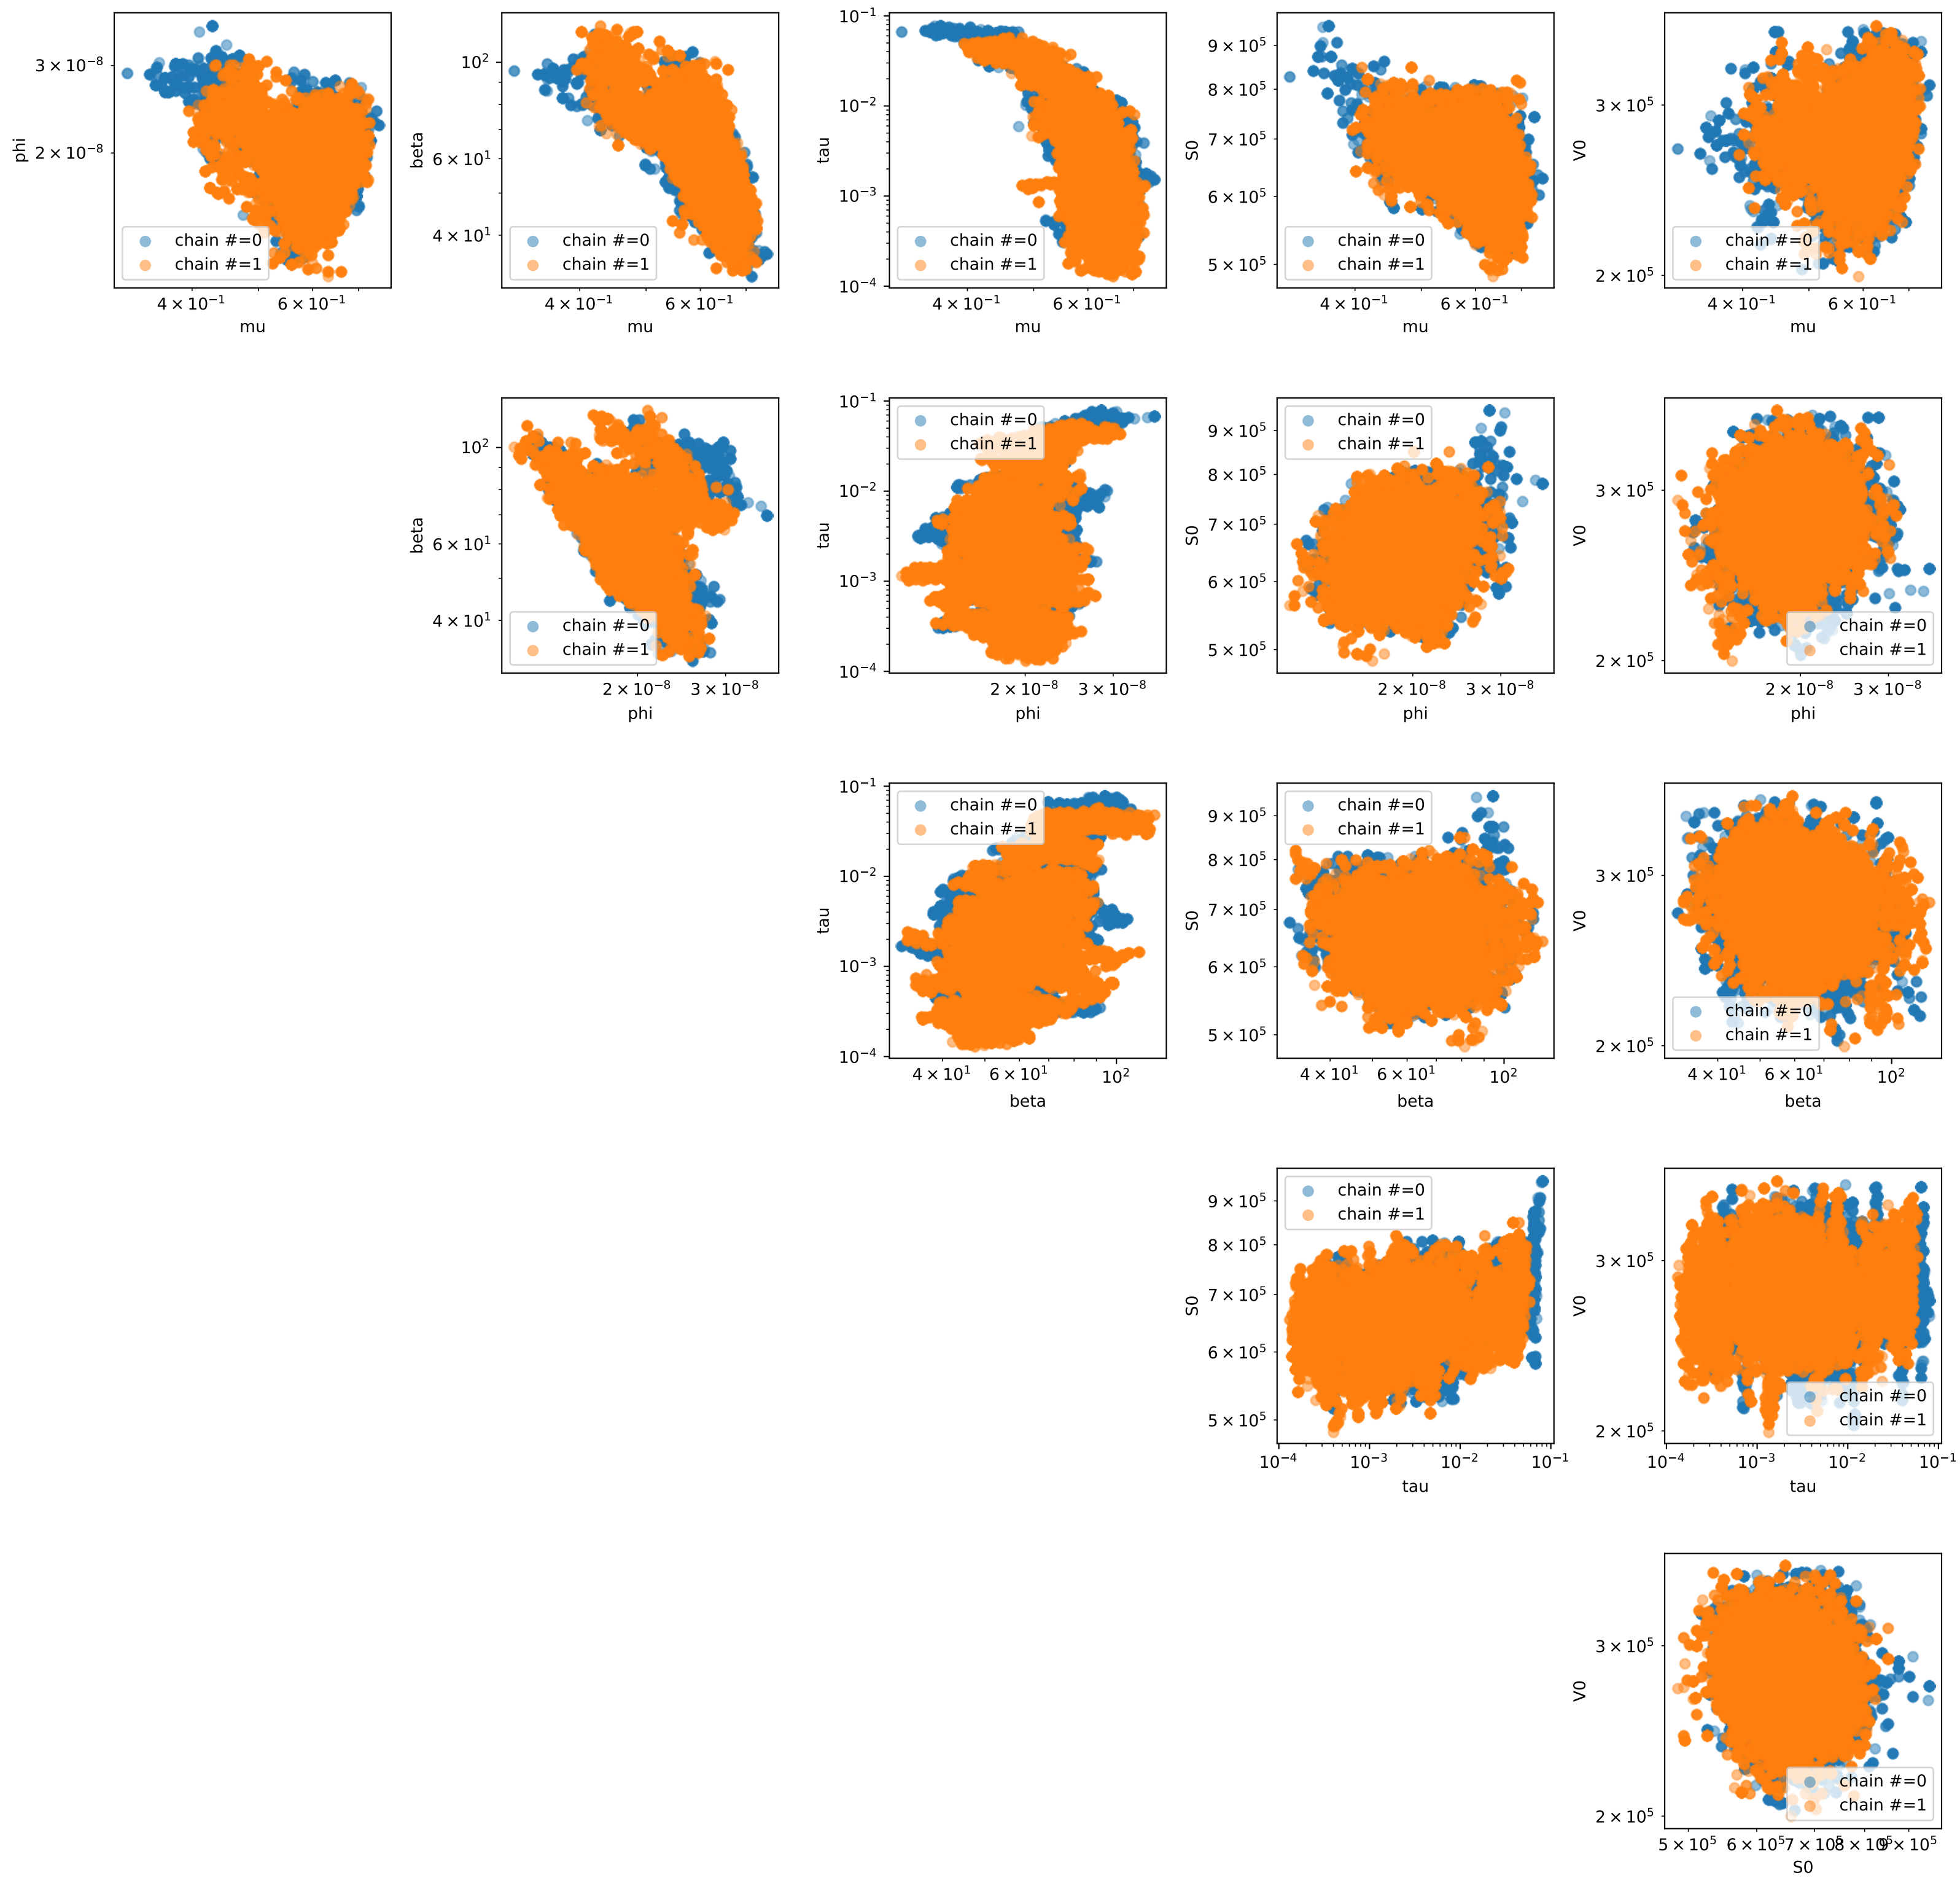 phi
3 × 10⁻⁸
2 × 10⁻⁸
chain #=0
chain #=1
4 × 10⁻¹ 6 × 10⁻¹
mu
beta
10²
6 × 10¹
4 × 10¹
chain #=0
chain #=1
4 × 10⁻¹ 6 × 10⁻¹
mu
tau
10⁻¹
10⁻²
10⁻³
10⁻⁴
chain #=0
chain #=1
4 × 10⁻¹ 6 × 10⁻¹
mu
S0
9 × 10⁵
8 × 10⁵
7 × 10⁵
6 × 10⁵
5 × 10⁵
chain #=0
chain #=1
4 × 10⁻¹ 6 × 10⁻¹
mu
V0
3 × 10⁵
2 × 10⁵
chain #=0
chain #=1
4 × 10⁻¹ 6 × 10⁻¹
mu
beta
10²
6 × 10¹
4 × 10¹
chain #=0
chain #=1
2 × 10⁻⁸ 3 × 10⁻⁸
phi
tau
10⁻¹
10⁻²
10⁻³
10⁻⁴
chain #=0
chain #=1
2 × 10⁻⁸ 3 × 10⁻⁸
phi
S0
9 × 10⁵
8 × 10⁵
7 × 10⁵
6 × 10⁵
5 × 10⁵
chain #=0
chain #=1
2 × 10⁻⁸ 3 × 10⁻⁸
phi
V0
3 × 10⁵
2 × 10⁵
chain #=0
chain #=1
2 × 10⁻⁸ 3 × 10⁻⁸
phi
tau
10⁻¹
10⁻²
10⁻³
10⁻⁴
chain #=0
chain #=1
4 × 10¹ 6 × 10¹ 10²
beta
S0
9 × 10⁵
8 × 10⁵
7 × 10⁵
6 × 10⁵
5 × 10⁵
chain #=0
chain #=1
4 × 10¹ 6 × 10¹ 10²
beta
V0
3 × 10⁵
2 × 10⁵
chain #=0
chain #=1
4 × 10¹ 6 × 10¹ 10²
beta
S0
9 × 10⁵
8 × 10⁵
7 × 10⁵
6 × 10⁵
5 × 10⁵
chain #=0
chain #=1
10⁻⁴ 10⁻³ 10⁻² 10⁻¹
tau
V0
3 × 10⁵
2 × 10⁵
chain #=0
chain #=1
10⁻⁴ 10⁻³ 10⁻² 10⁻¹
tau
V0
3 × 10⁵
2 × 10⁵
chain #=0
chain #=1
5 × 10⁵ 6 × 10⁵ 7 × 10⁵ 8 × 10⁵ 9 × 10⁵
S0